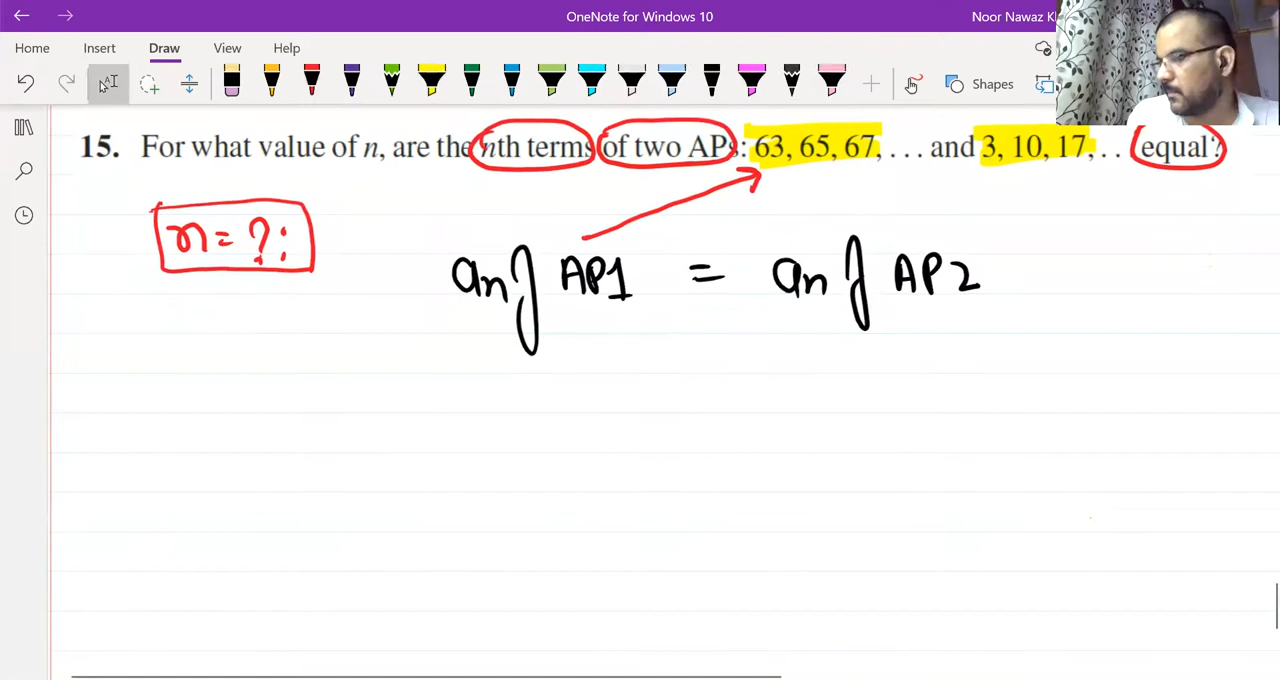 OneNote for Windows 10
Noor Nawaz
Home Insert Draw View Help
Shapes
15. For what value of n, are the nth terms of two APs: 63, 65, 67, . . . and 3, 10, 17, . . equal?
n = ? :
an of AP1 = an of AP2